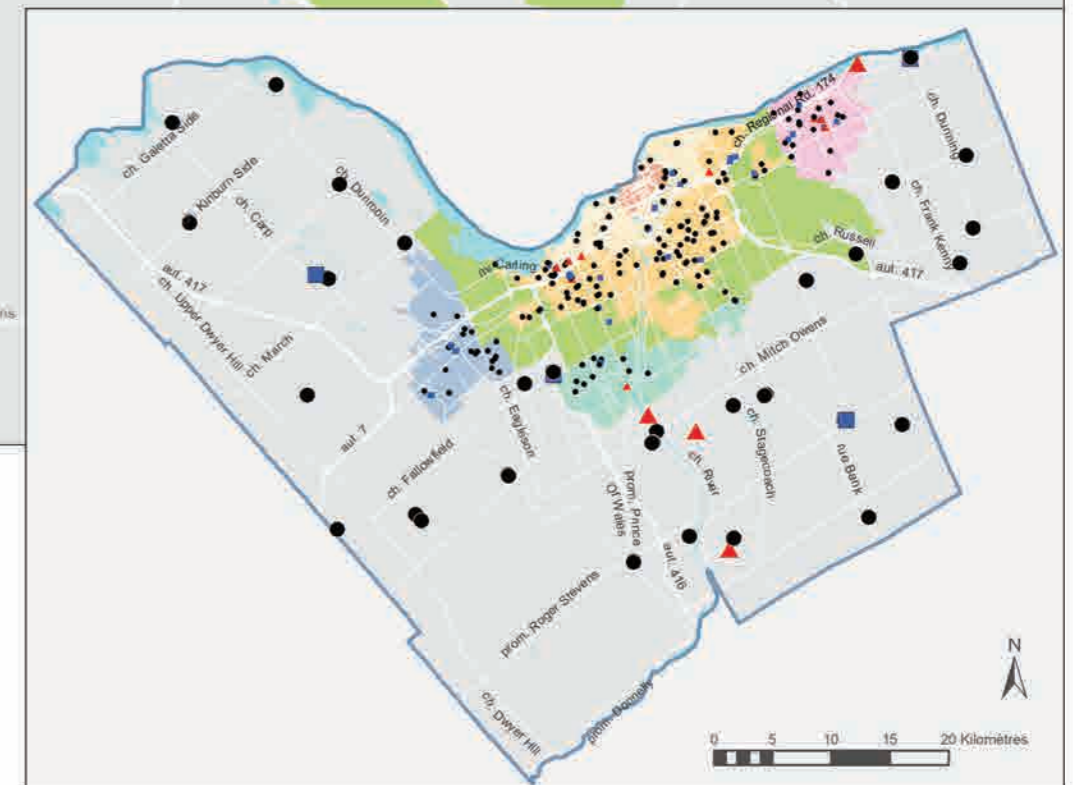 ch. Regional Rd. 174
ch. Dunning
ch. Galetta Side
Kinburn Side
ch. Carp
ch. Dunrobin
ch. Frank Kenny
ch. Russell
av. Carling
aut. 417
aut. 417
ch. Upper Dwyer Hill
ch. March
ch. Mitch Owens
ch. Eagleson
aut. 7
ch. Fallowfield
ch. Stagecoach
rue Bank
ch. River
prom. Prince
Of Wales
aut. 416
prom. Roger Stevens
ch. Dwyer Hill
prom. Donnelly
N
0 5 10 15 20 Kilomètres